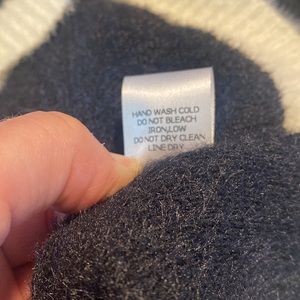 HAND WASH COLD
DO NOT BLEACH
IRON,LOW
DO NOT DRY CLEAN
LINE DRY